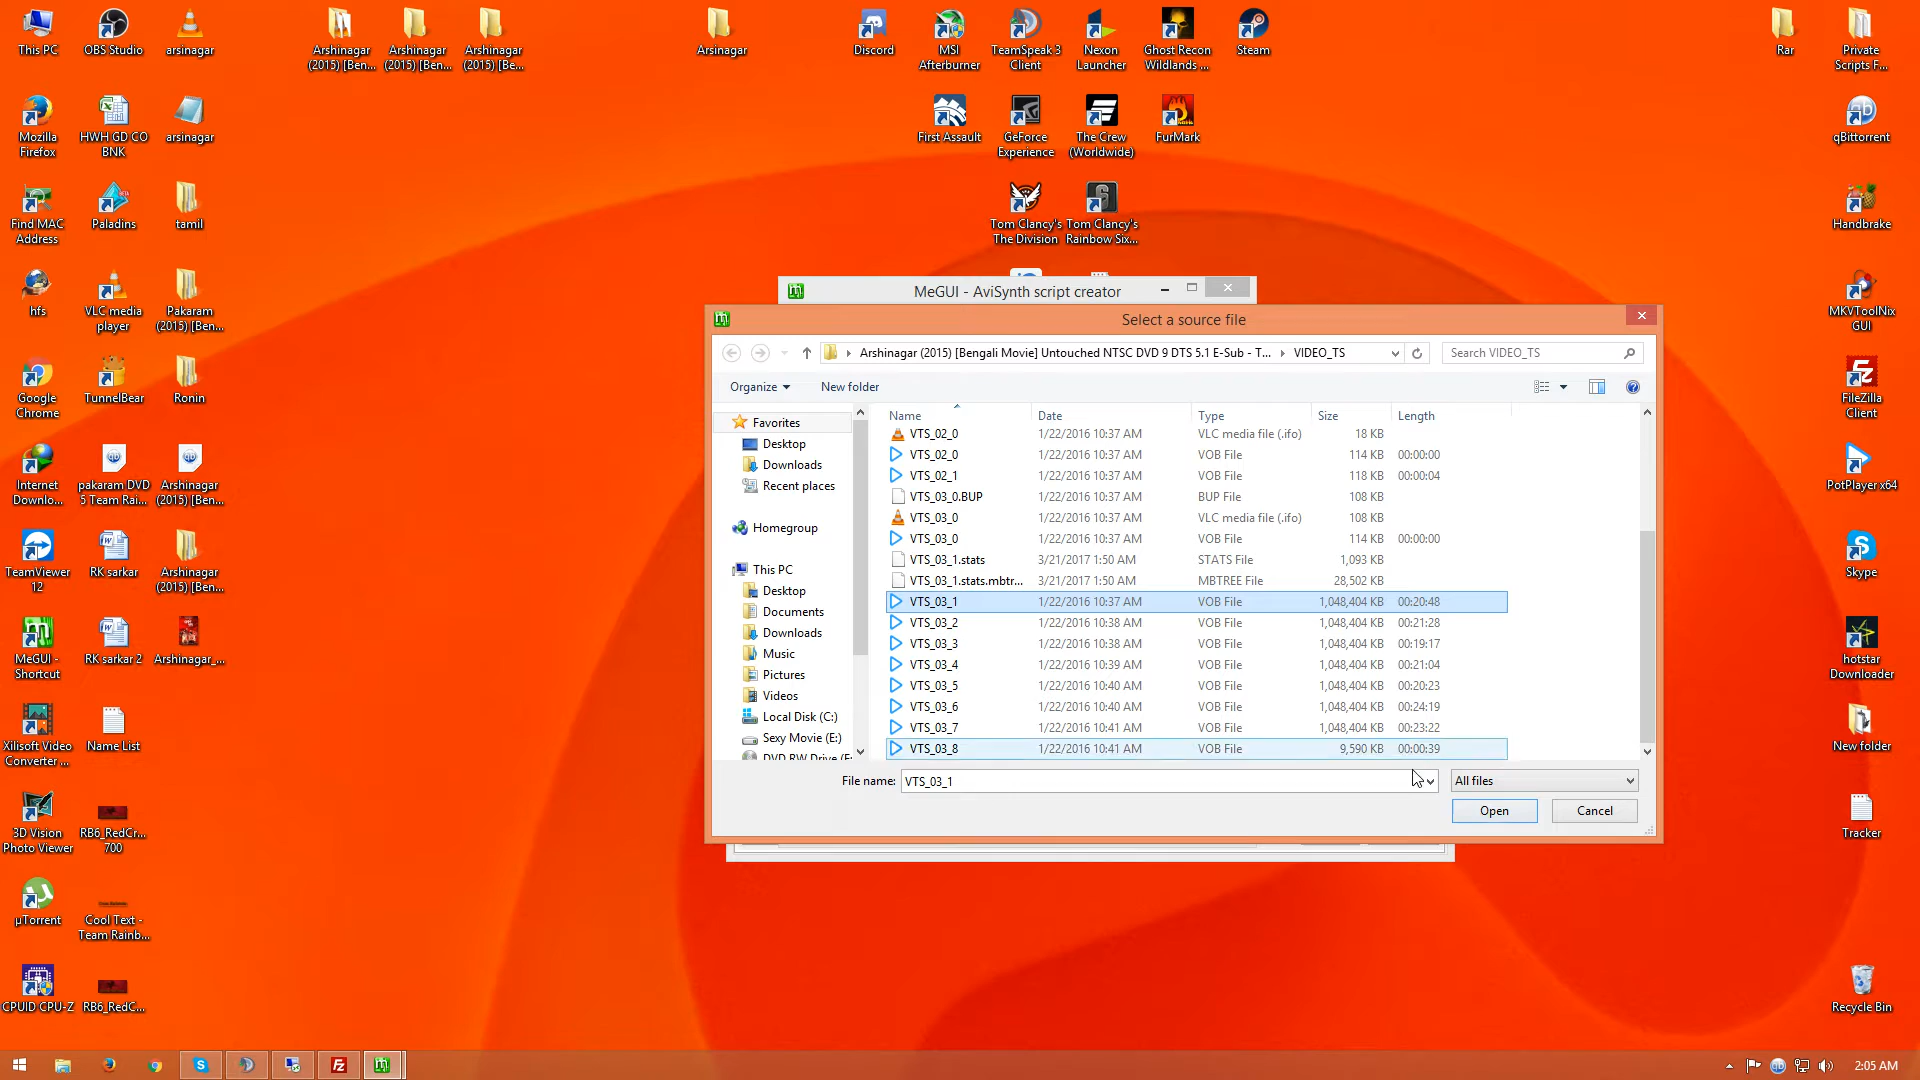 This PC
OBS Studio
arsinagar
Arshinagar
(2015) [Ben...
Arshinagar
(2015) [Ben...
Arshinagar
(2015) [Be...
Arsinagar
Discord
MSI
Afterburner
TeamSpeak 3
Client
Nexon
Launcher
Ghost Recon
Wildlands ...
Steam
Rar
Private
Scripts F...
Mozilla
Firefox
HWH GD CO
BNK
arsinagar
First Assault
GeForce
Experience
The Crew
(Worldwide)
FurMark
qBittorrent
Find MAC
Address
Paladins
tamil
Tom Clancy's
The Division
Tom Clancy's
Rainbow Six...
Handbrake
hfs
VLC media
player
Pakaram
(2015) [Ben...
MKVToolNix
GUI
Google
Chrome
TunnelBear
Ronin
FileZilla
Client
Internet
Downlo...
pakaram DVD
5 Team Rai...
Arshinagar
(2015) [Ben...
PotPlayer x64
TeamViewer
12
RK sarkar
Arshinagar
(2015) [Ben...
Skype
MeGUI -
Shortcut
RK sarkar 2
Arshinagar_...
hotstar
Downloader
Xilisoft Video
Converter ...
Name List
New folder
3D Vision
Photo Viewer
RB6_RedCr...
700
Tracker
µTorrent
Cool Text -
Team Rainb...
CPUID CPU-Z
RB6_RedC...
Recycle Bin
MeGUI - AviSynth script creator
Select a source file
Arshinagar (2015) [Bengali Movie] Untouched NTSC DVD 9 DTS 5.1 E-Sub - T... VIDEO_TS
Search VIDEO_TS
Organize
New folder
Favorites
Desktop
Downloads
Recent places
Homegroup
This PC
Desktop
Documents
Downloads
Music
Pictures
Videos
Local Disk (C:)
Sexy Movie (E:)
DVD RW Drive (F:
Name Date Type Size Length
VTS_02_0 1/22/2016 10:37 AM VLC media file (.ifo) 18 KB
VTS_02_0 1/22/2016 10:37 AM VOB File 114 KB 00:00:00
VTS_02_1 1/22/2016 10:37 AM VOB File 118 KB 00:00:04
VTS_03_0.BUP 1/22/2016 10:37 AM BUP File 108 KB
VTS_03_0 1/22/2016 10:37 AM VLC media file (.ifo) 108 KB
VTS_03_0 1/22/2016 10:37 AM VOB File 114 KB 00:00:00
VTS_03_1.stats 3/21/2017 1:50 AM STATS File 1,093 KB
VTS_03_1.stats.mbtr... 3/21/2017 1:50 AM MBTREE File 28,502 KB
VTS_03_1 1/22/2016 10:37 AM VOB File 1,048,404 KB 00:20:48
VTS_03_2 1/22/2016 10:38 AM VOB File 1,048,404 KB 00:21:28
VTS_03_3 1/22/2016 10:38 AM VOB File 1,048,404 KB 00:19:17
VTS_03_4 1/22/2016 10:39 AM VOB File 1,048,404 KB 00:21:04
VTS_03_5 1/22/2016 10:40 AM VOB File 1,048,404 KB 00:20:23
VTS_03_6 1/22/2016 10:40 AM VOB File 1,048,404 KB 00:24:19
VTS_03_7 1/22/2016 10:41 AM VOB File 1,048,404 KB 00:23:22
VTS_03_8 1/22/2016 10:41 AM VOB File 9,590 KB 00:00:39
File name: VTS_03_1
All files
Open
Cancel
2:05 AM